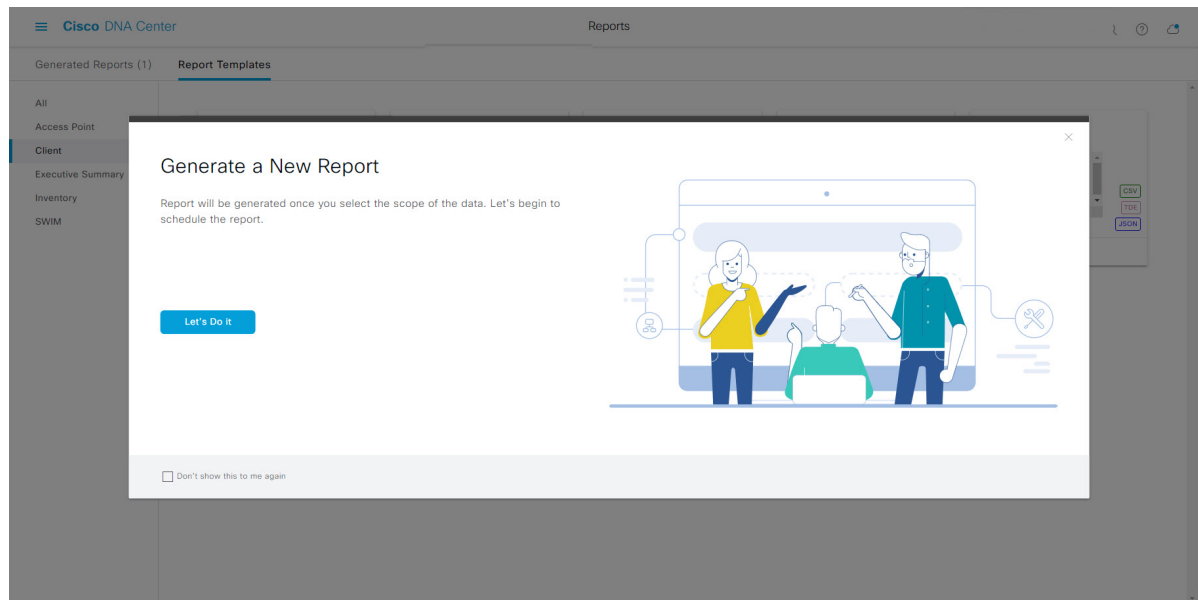 Cisco DNA Center
Reports
Generated Reports (1)
Report Templates
All
Access Point
Client
Executive Summary
Inventory
SWIM
Generate a New Report
Report will be generated once you select the scope of the data. Let's begin to
schedule the report.
Let's Do it
Don't show this to me again
CSV
TDE
JSON